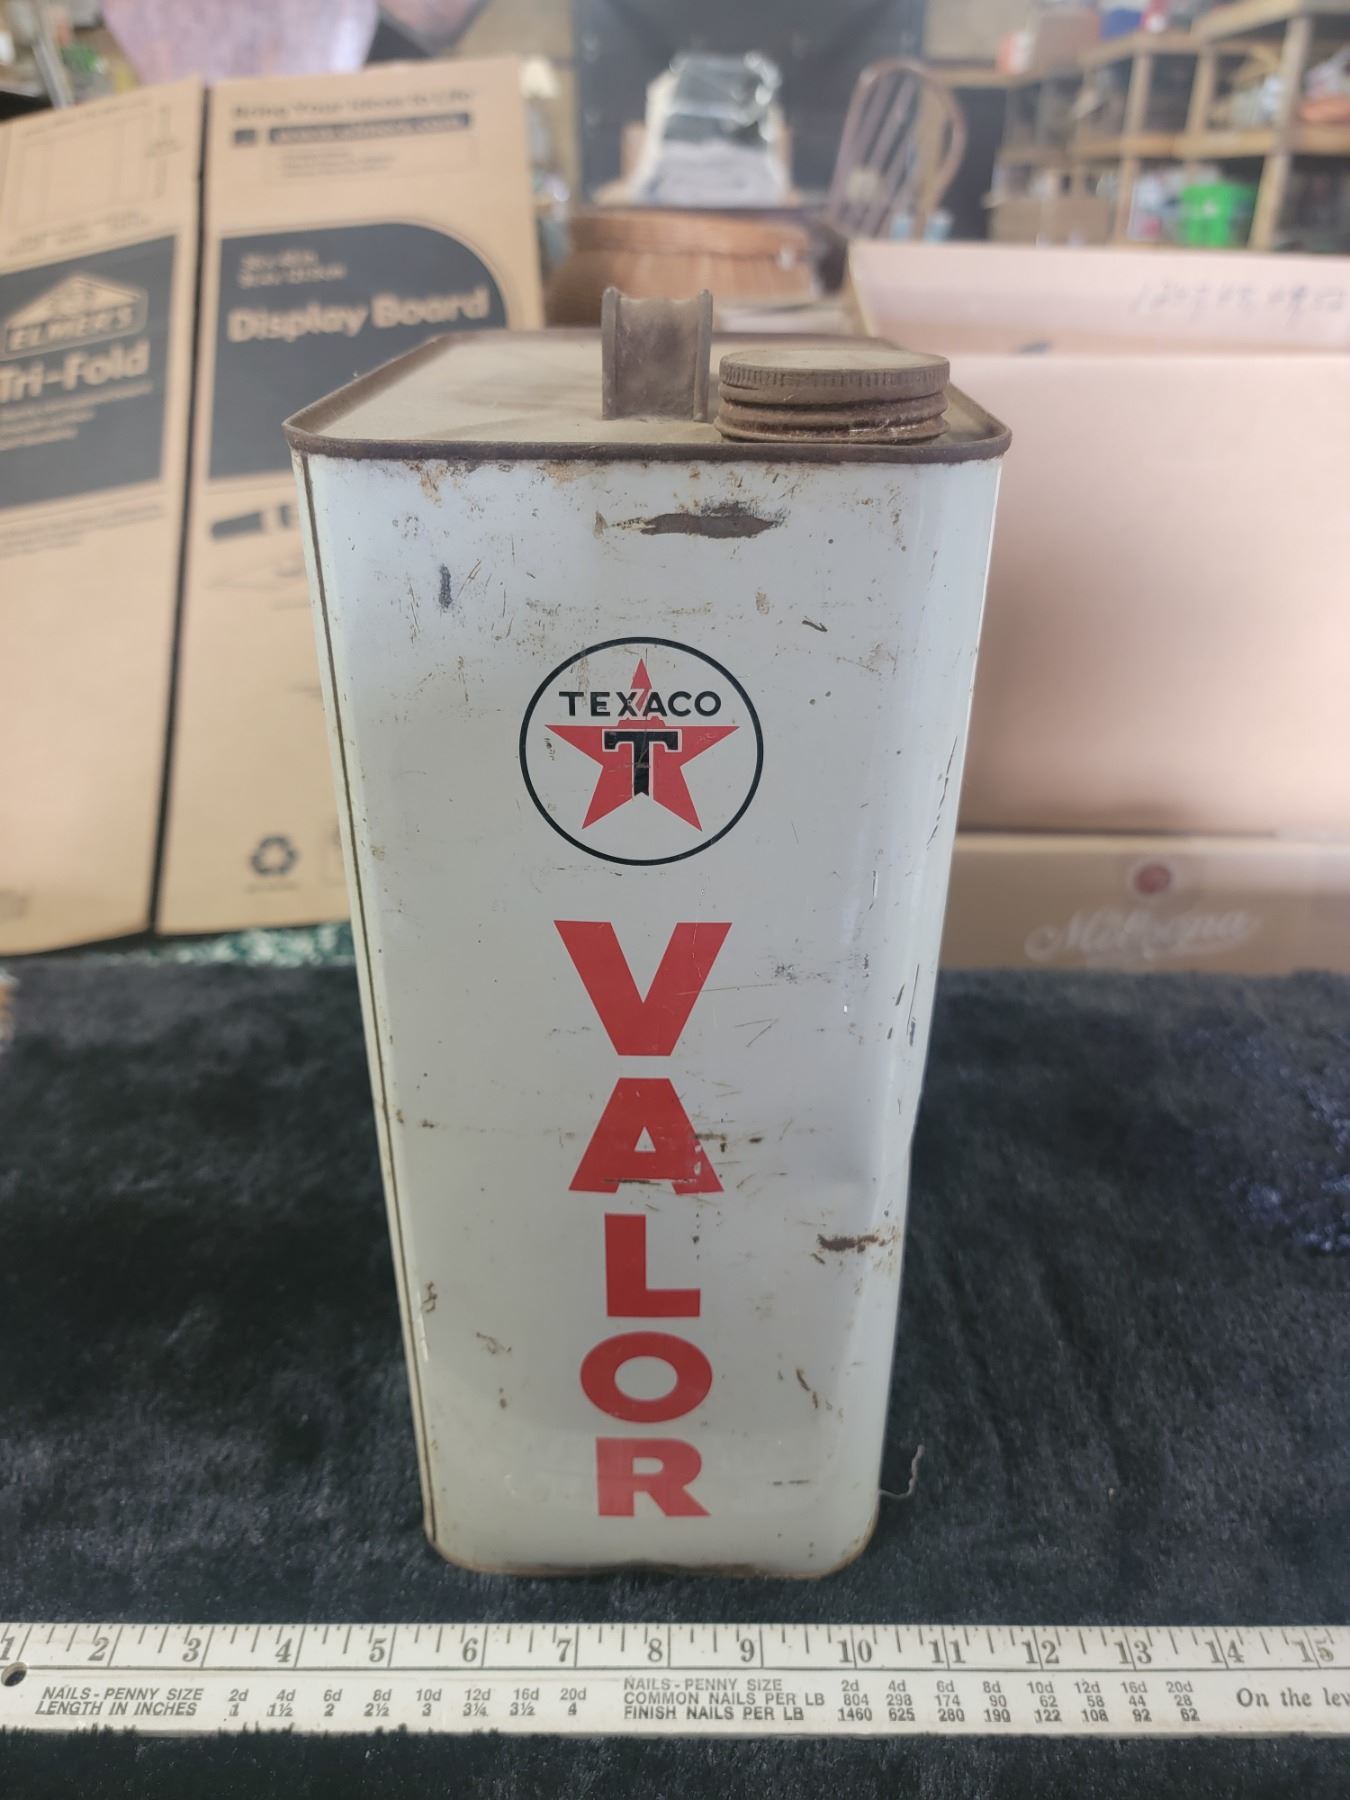 ELMER'S
Tri-Fold
Display Board
TEXACO
T
V
A
L
O
R
1 2 3 4 5 6 7 8 9 10 11 12 13 14 15
NAILS - PENNY SIZE 2d 4d 6d 8d 10d 12d 16d 20d
LENGTH IN INCHES 1 1½ 2 2½ 3 3¼ 3½ 4
NAILS - PENNY SIZE 2d 4d 6d 8d 10d 12d 16d 20d
COMMON NAILS PER LB 804 298 174 90 62 58 44 28
FINISH NAILS PER LB 1460 625 280 190 122 108 92 62
On the lev